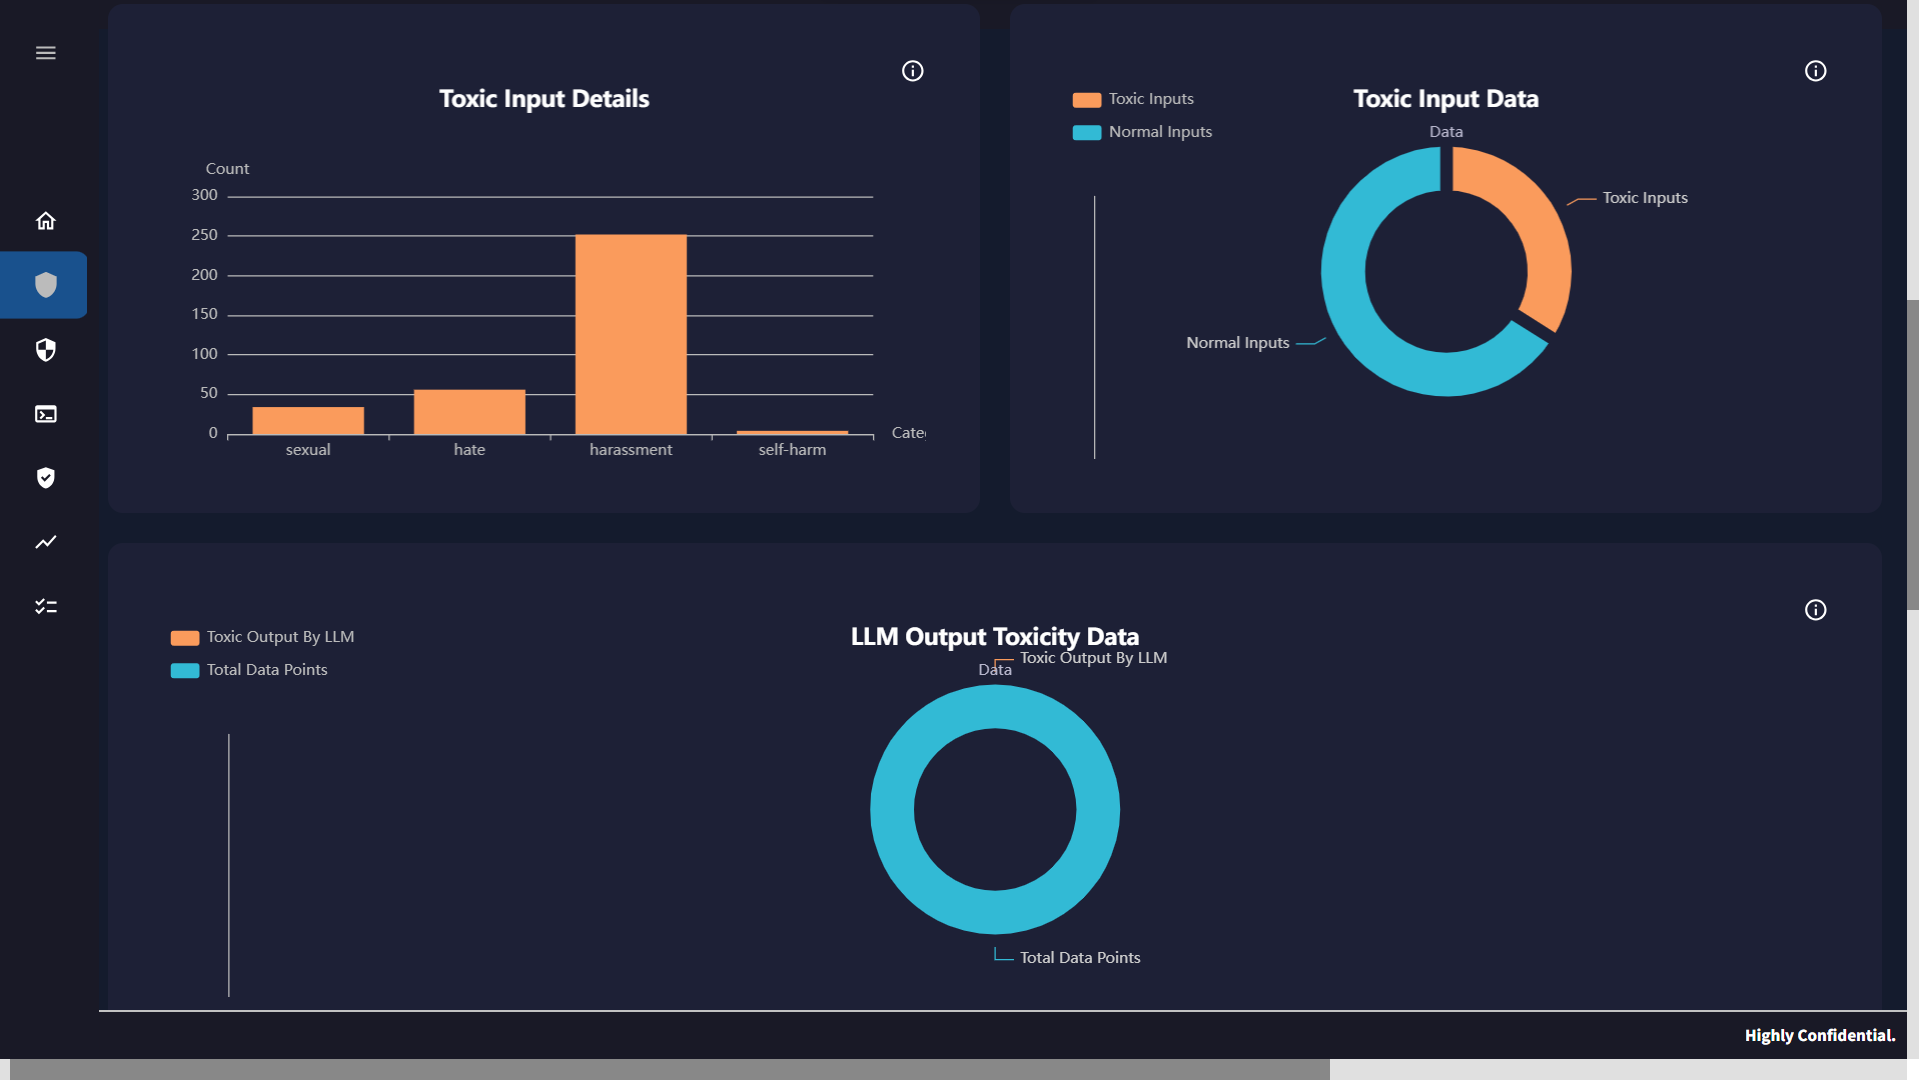 Toxic Input Details
Count
300
250
200
150
100
50
0
sexual
hate
harassment
self-harm
Toxic Input Data
Data
Toxic Inputs
Normal Inputs
Toxic Inputs
Normal Inputs
LLM Output Toxicity Data
Data
Toxic Output By LLM
Total Data Points
Toxic Output By LLM
Total Data Points
Highly Confidential.